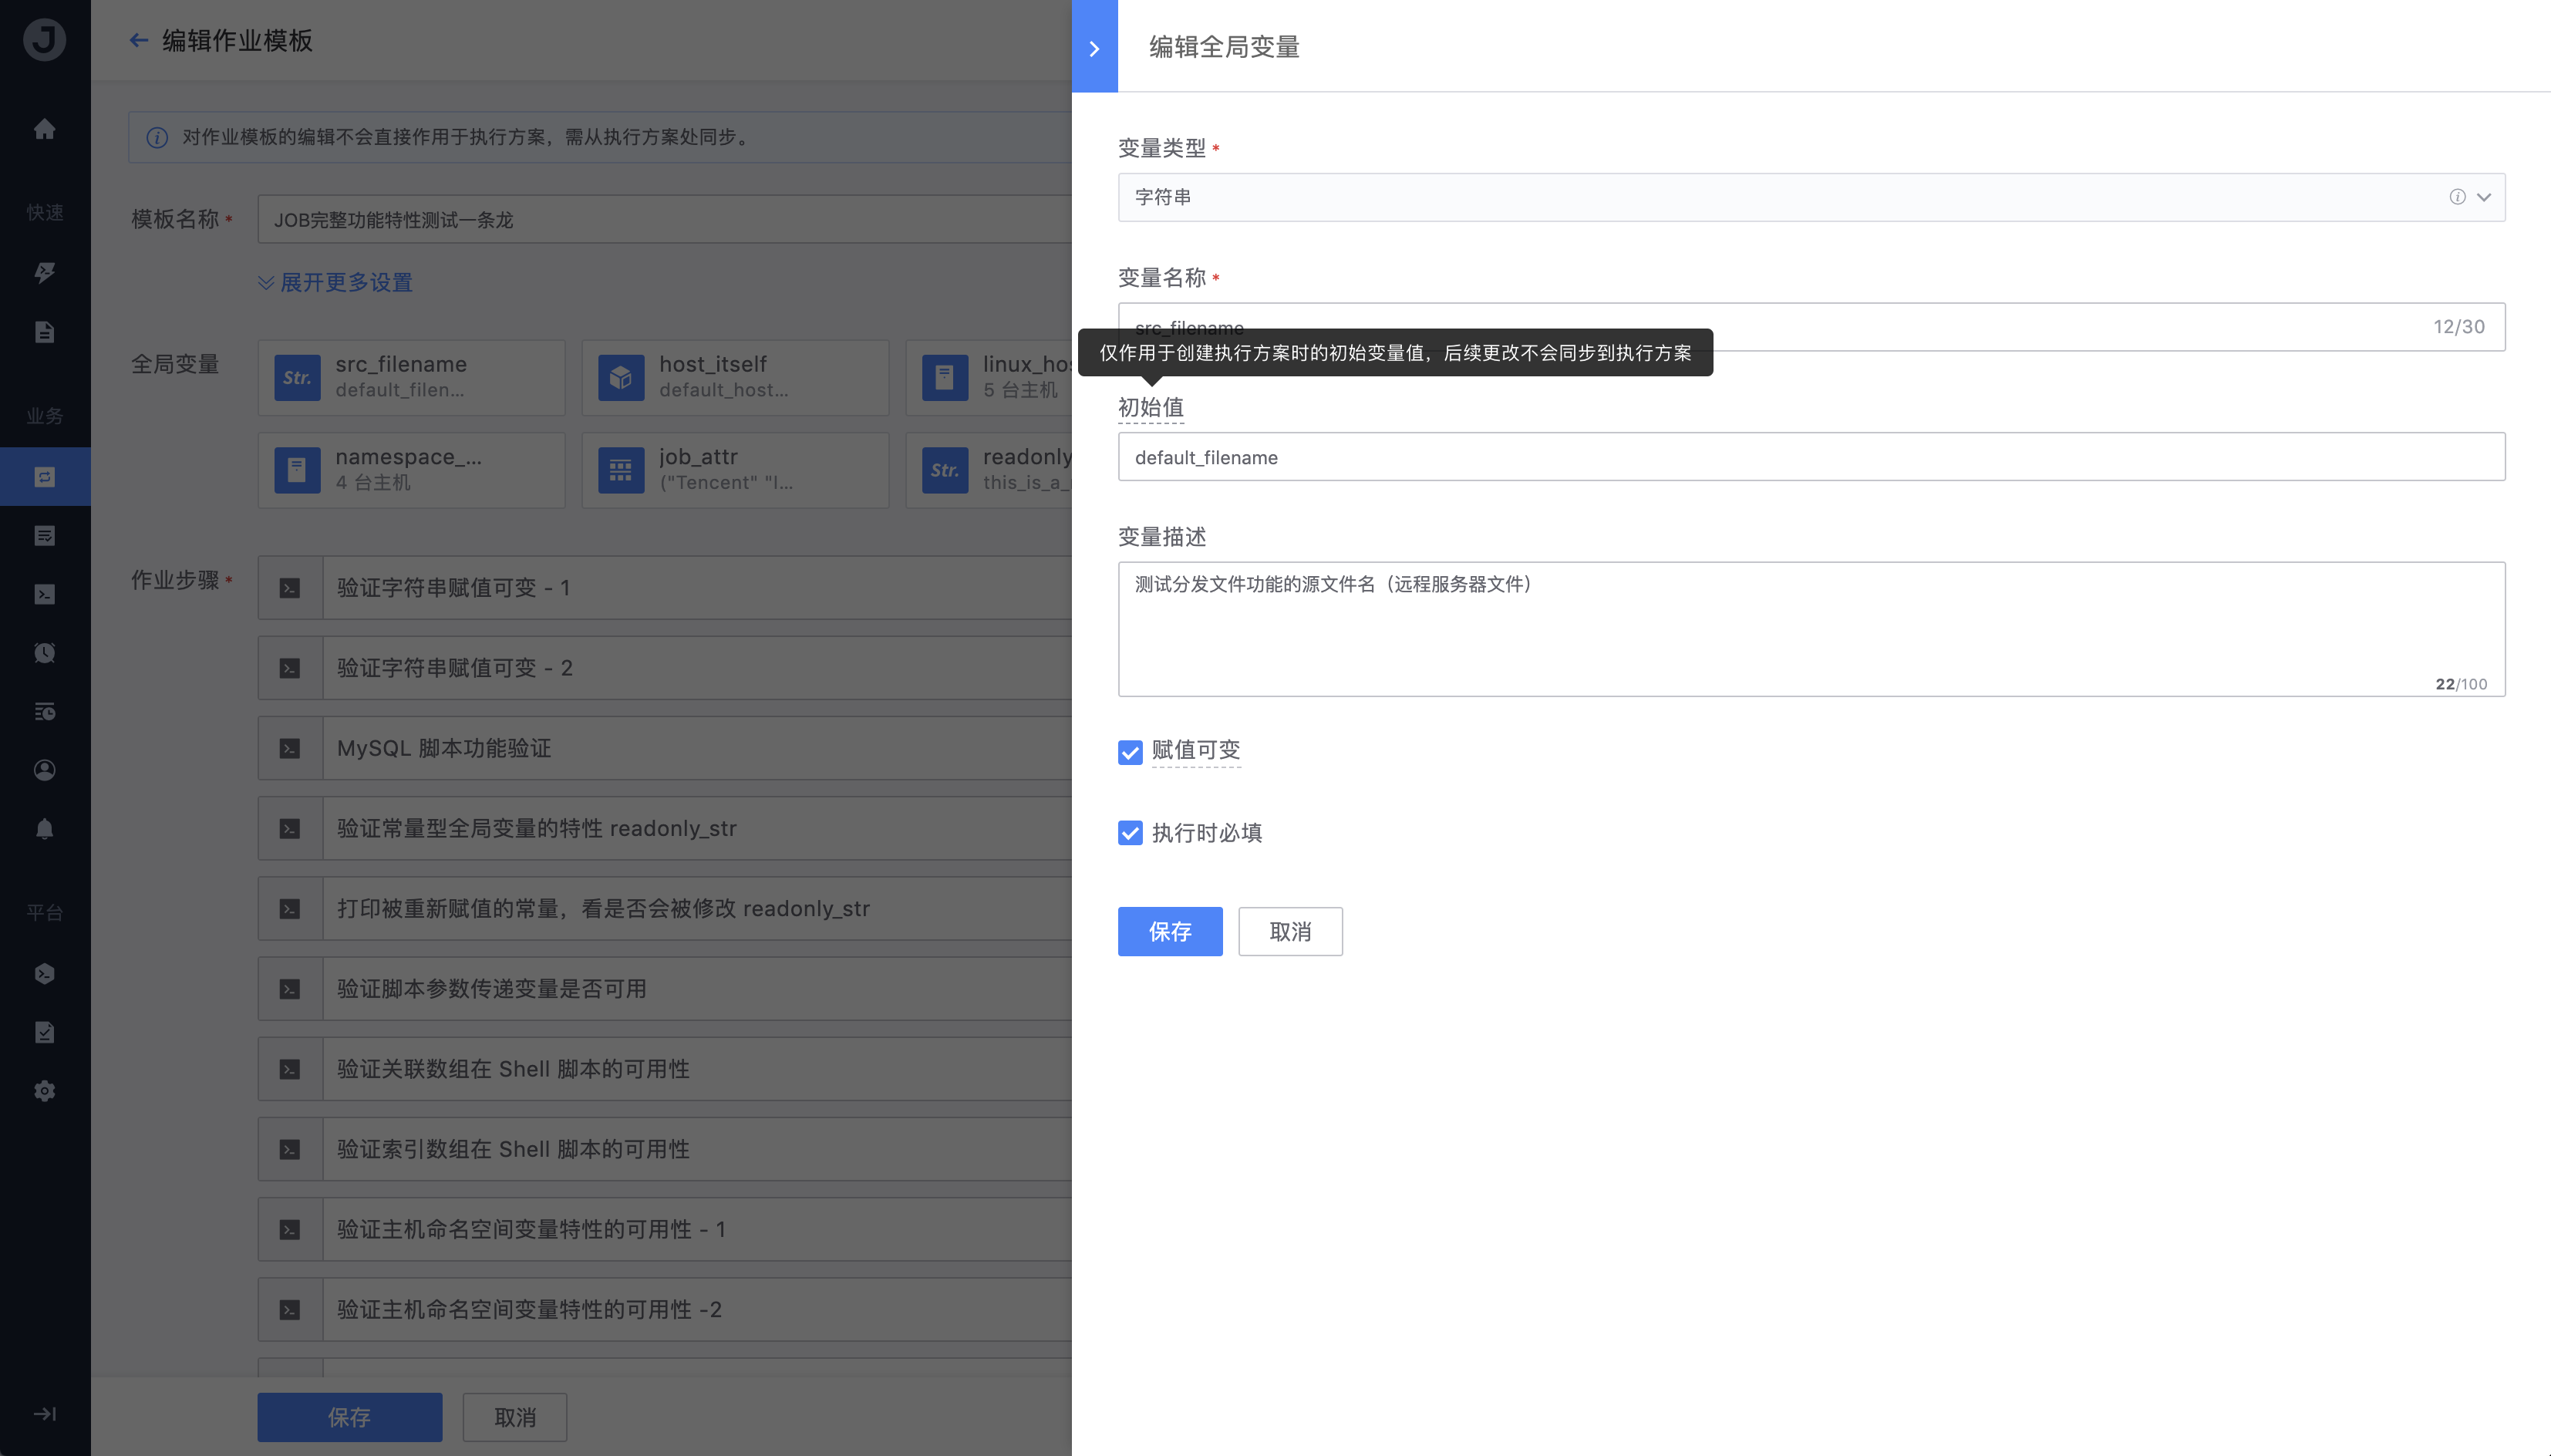 J
编辑作业模板
对作业模板的编辑不会直接作用于执行方案，需从执行方案处同步。
快速
模板名称 *
JOB完整功能特性测试一条龙
展开更多设置
全局变量
Str.
src_filename
default_filen...
host_itself
default_host...
linux_hos
5 台主机
业务
namespace_...
4 台主机
job_attr
("Tencent" "I...
Str.
readonly
this_is_a_
作业步骤 *
验证字符串赋值可变 - 1
验证字符串赋值可变 - 2
MySQL 脚本功能验证
验证常量型全局变量的特性 readonly_str
打印被重新赋值的常量，看是否会被修改 readonly_str
平台
验证脚本参数传递变量是否可用
验证关联数组在 Shell 脚本的可用性
验证索引数组在 Shell 脚本的可用性
验证主机命名空间变量特性的可用性 - 1
验证主机命名空间变量特性的可用性 -2
保存
取消
编辑全局变量
变量类型 *
字符串
变量名称 *
src_filename
12/30
仅作用于创建执行方案时的初始变量值，后续更改不会同步到执行方案
初始值
default_filename
变量描述
测试分发文件功能的源文件名（远程服务器文件）
22/100
赋值可变
执行时必填
保存
取消